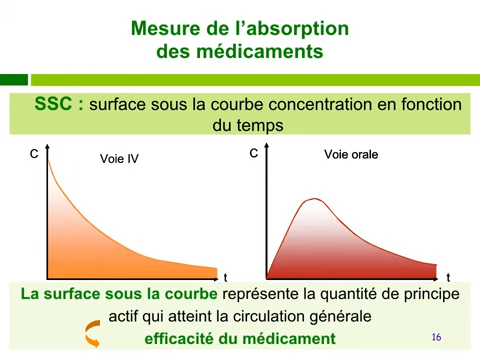 Mesure de l’absorption
des médicaments
SSC : surface sous la courbe concentration en fonction
du temps
C
Voie IV
t
C
Voie orale
t
La surface sous la courbe représente la quantité de principe
actif qui atteint la circulation générale
efficacité du médicament
16